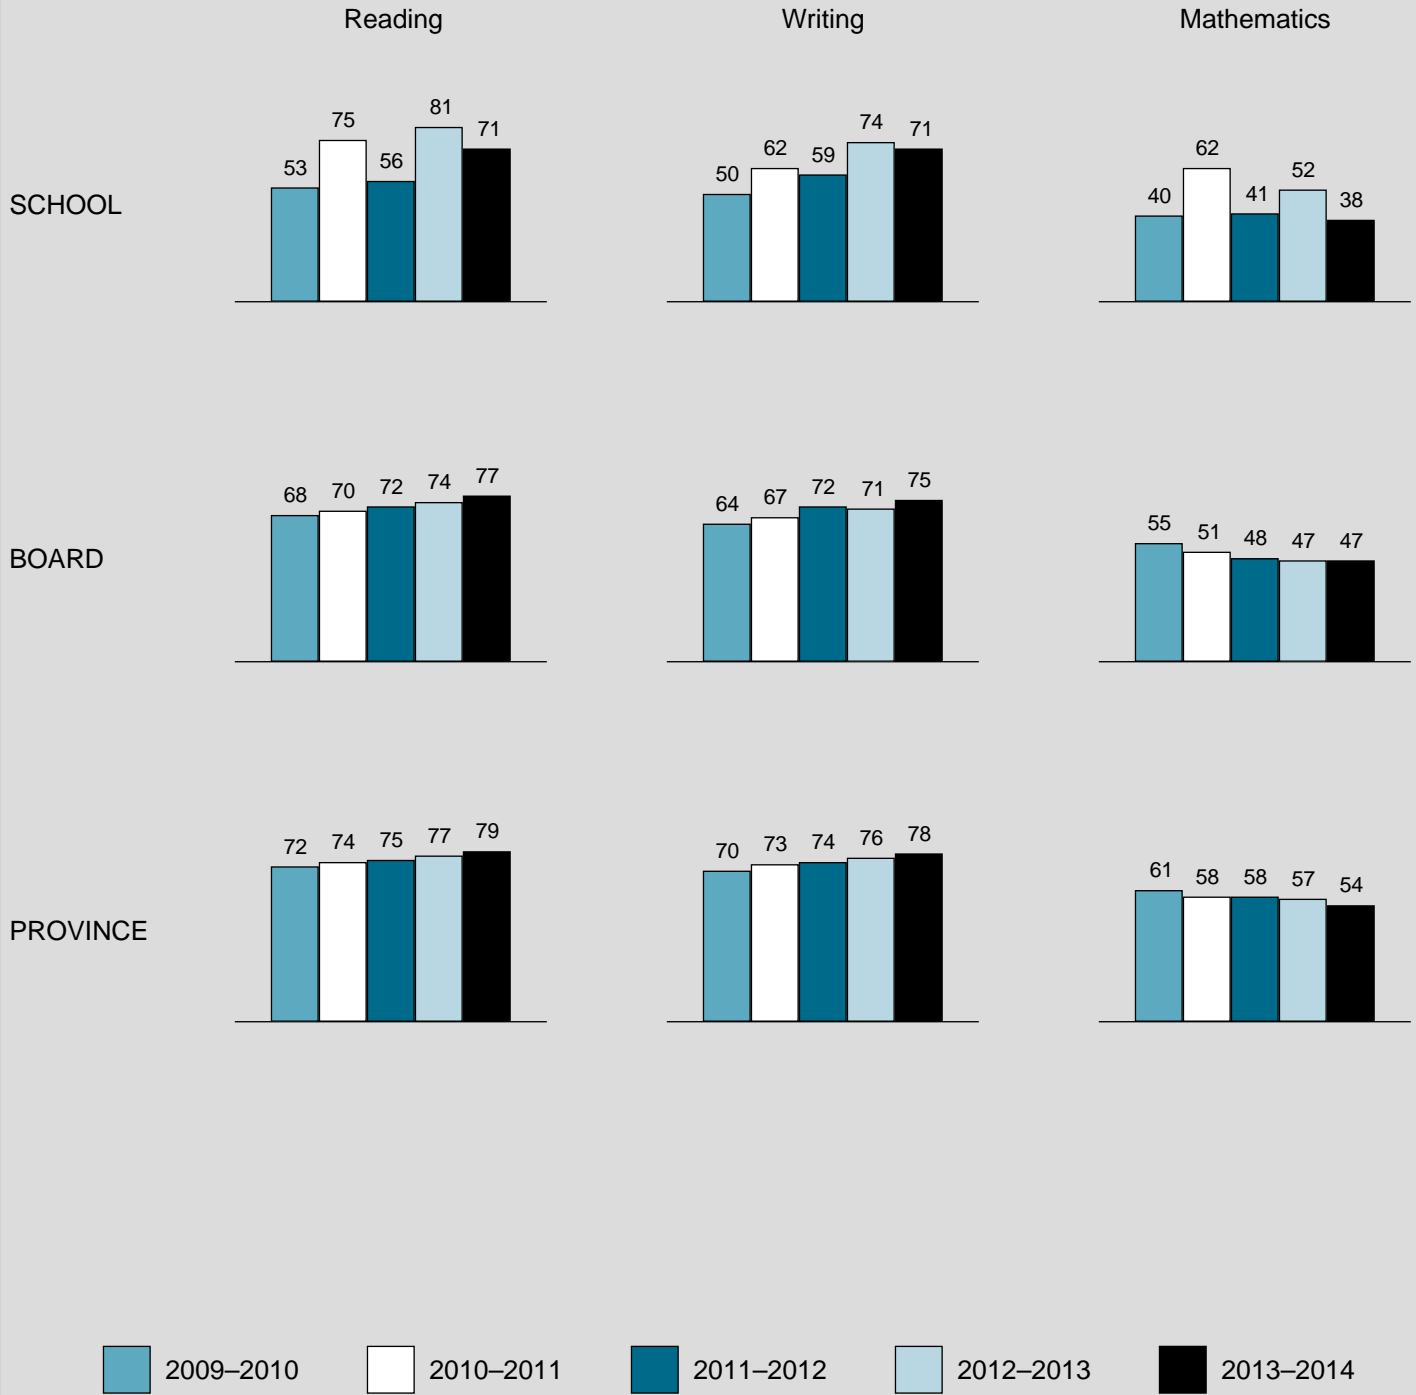 Reading Writing Mathematics
SCHOOL
53 75 56 81 71
50 62 59 74 71
40 62 41 52 38
BOARD
68 70 72 74 77
64 67 72 71 75
55 51 48 47 47
PROVINCE
72 74 75 77 79
70 73 74 76 78
61 58 58 57 54
2009–2010 2010–2011 2011–2012 2012–2013 2013–2014